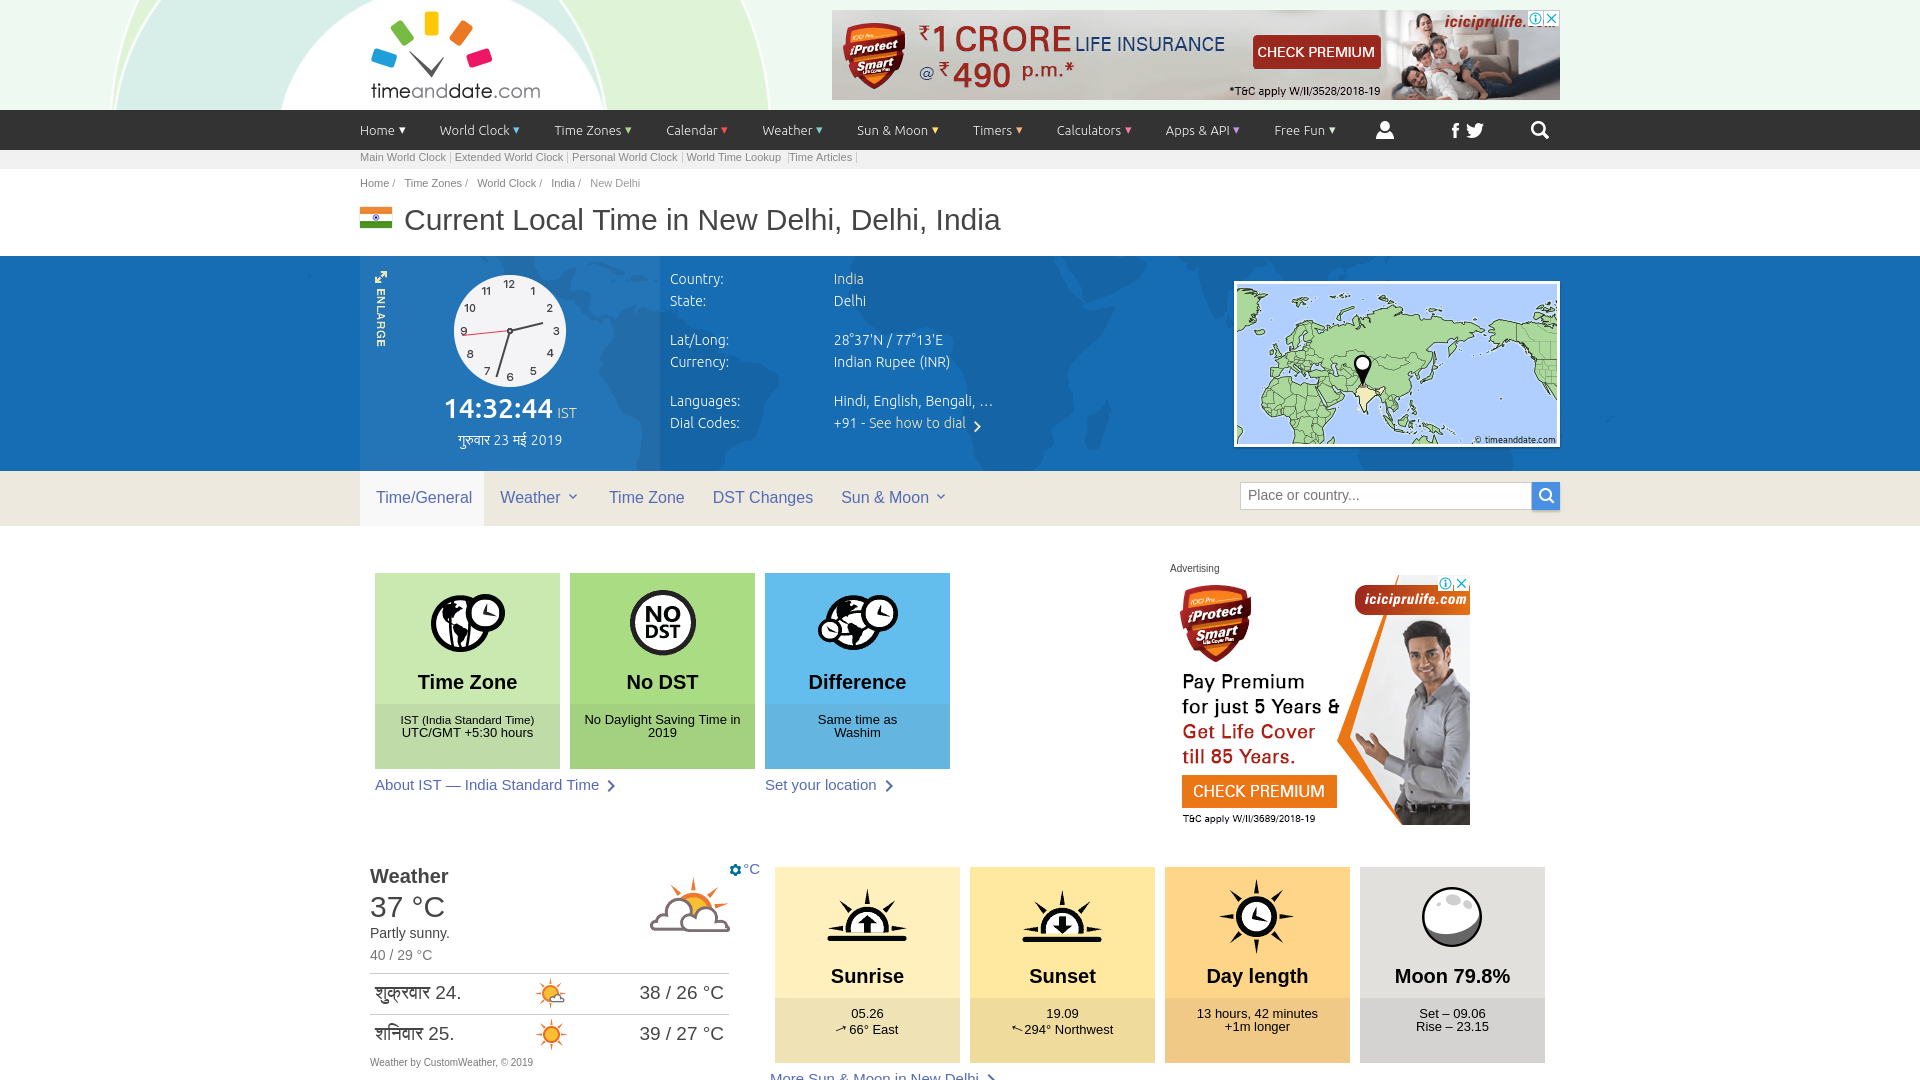 timeanddate.com
iProtect Smart
₹1 CRORE LIFE INSURANCE
@ ₹490 p.m.*
CHECK PREMIUM
*T&C apply W/II/3528/2018-19
Home ▾ World Clock ▾ Time Zones ▾ Calendar ▾ Weather ▾ Sun & Moon ▾ Timers ▾ Calculators ▾ Apps & API ▾ Free Fun ▾
Main World Clock Extended World Clock Personal World Clock World Time Lookup Time Articles
Home / Time Zones / World Clock / India / New Delhi
Current Local Time in New Delhi, Delhi, India
ENLARGE
12 1 2 3 4 5 6 7 8 9 10 11
14:32:44 IST
गुरुवार 23 मई 2019
Country: India
State: Delhi
Lat/Long: 28°37'N / 77°13'E
Currency: Indian Rupee (INR)
Languages: Hindi, English, Bengali, …
Dial Codes: +91 - See how to dial
© timeanddate.com
Time/General Weather Time Zone DST Changes Sun & Moon
Place or country...
NO DST
Time Zone
IST (India Standard Time)
UTC/GMT +5:30 hours
No DST
No Daylight Saving Time in
2019
Difference
Same time as
Washim
About IST — India Standard Time
Set your location
Advertising
iProtect Smart
iciciprulife.com
Pay Premium
for just 5 Years &
Get Life Cover
till 85 Years.
CHECK PREMIUM
T&C apply W/II/3689/2018-19
Weather
°C
37 °C
Partly sunny.
40 / 29 °C
शुक्रवार 24. 38 / 26 °C
शनिवार 25. 39 / 27 °C
Weather by CustomWeather, © 2019
Sunrise
05.26
66° East
Sunset
19.09
294° Northwest
Day length
13 hours, 42 minutes
+1m longer
Moon 79.8%
Set – 09.06
Rise – 23.15
More Sun & Moon in New Delhi